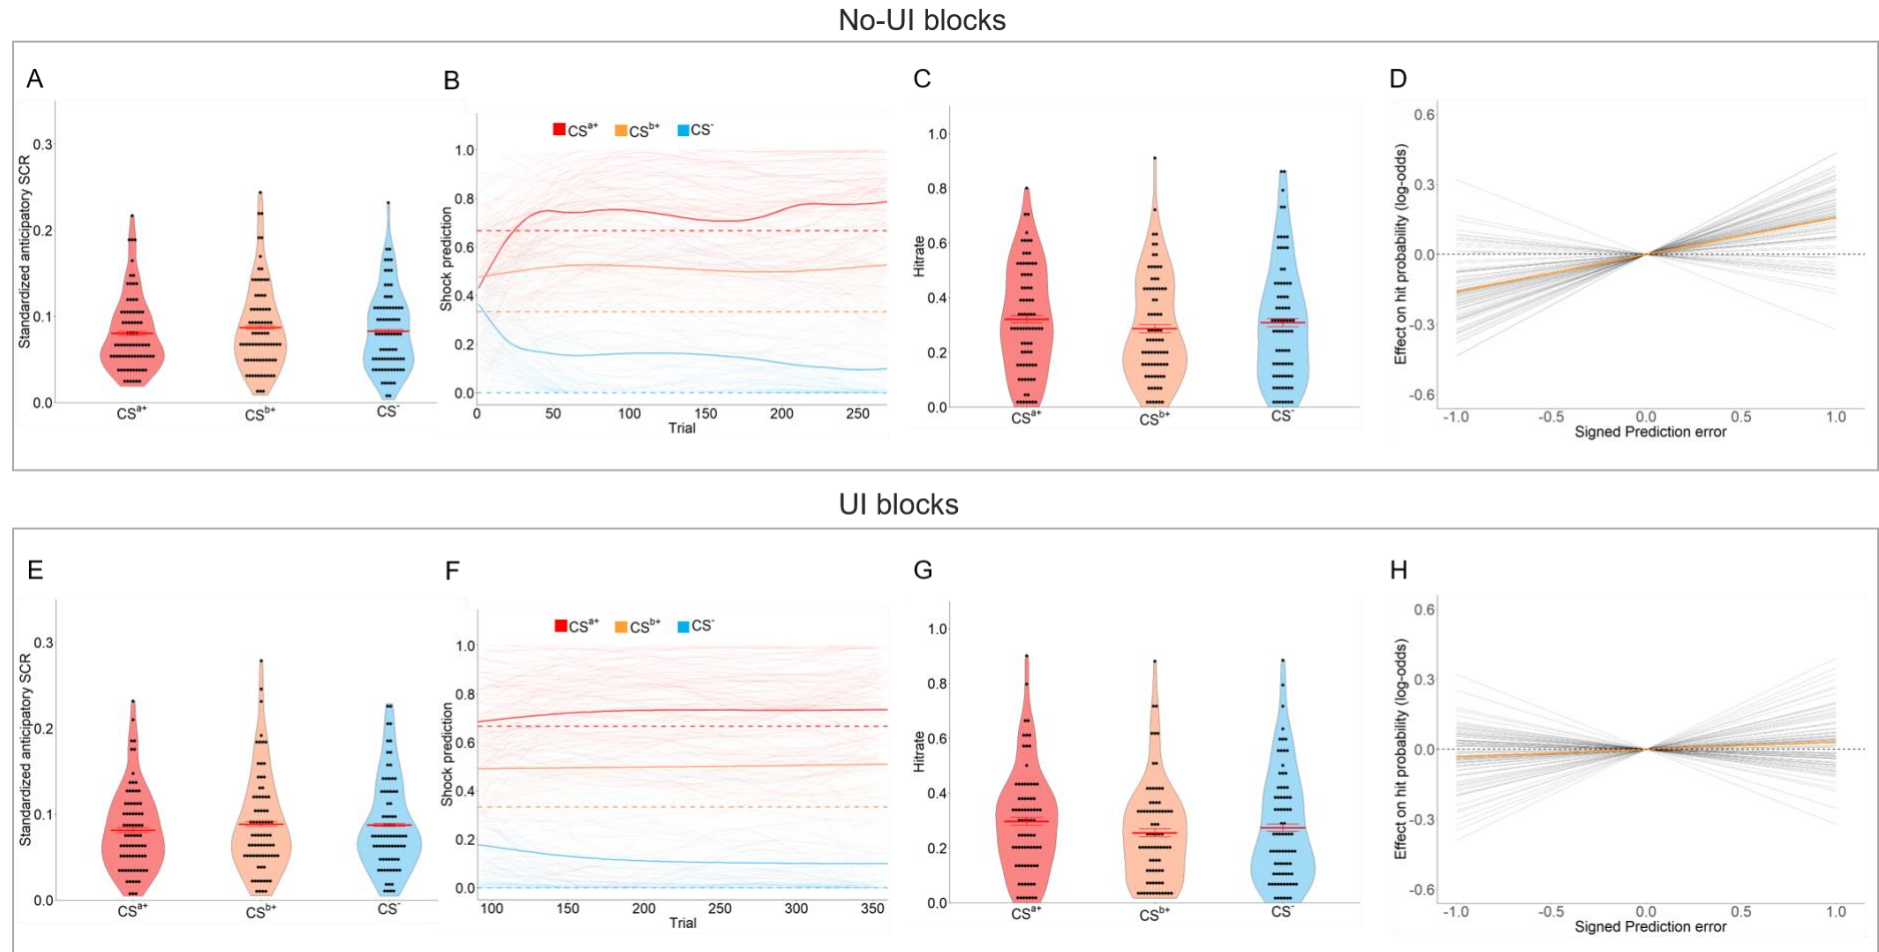 No-UI blocks
A
Standardized anticipatory SCR
0.3
0.2
0.1
0.0
CSᵃ⁺ CSᵇ⁺ CS⁻
B
CSᵃ⁺ CSᵇ⁺ CS⁻
Shock prediction
1.0
0.8
0.6
0.4
0.2
0.0
0 50 100 150 200 250
Trial
C
Hitrate
1.0
0.8
0.6
0.4
0.2
0.0
CSᵃ⁺ CSᵇ⁺ CS⁻
D
Effect on hit probability (log-odds)
0.6
0.3
0.0
-0.3
-0.6
-1.0 -0.5 0.0 0.5 1.0
Signed Prediction error
UI blocks
E
Standardized anticipatory SCR
0.3
0.2
0.1
0.0
CSᵃ⁺ CSᵇ⁺ CS⁻
F
CSᵃ⁺ CSᵇ⁺ CS⁻
Shock prediction
1.0
0.8
0.6
0.4
0.2
0.0
100 150 200 250 300 350
Trial
G
Hitrate
1.0
0.8
0.6
0.4
0.2
0.0
CSᵃ⁺ CSᵇ⁺ CS⁻
H
Effect on hit probability (log-odds)
0.6
0.3
0.0
-0.3
-0.6
-1.0 -0.5 0.0 0.5 1.0
Signed Prediction error